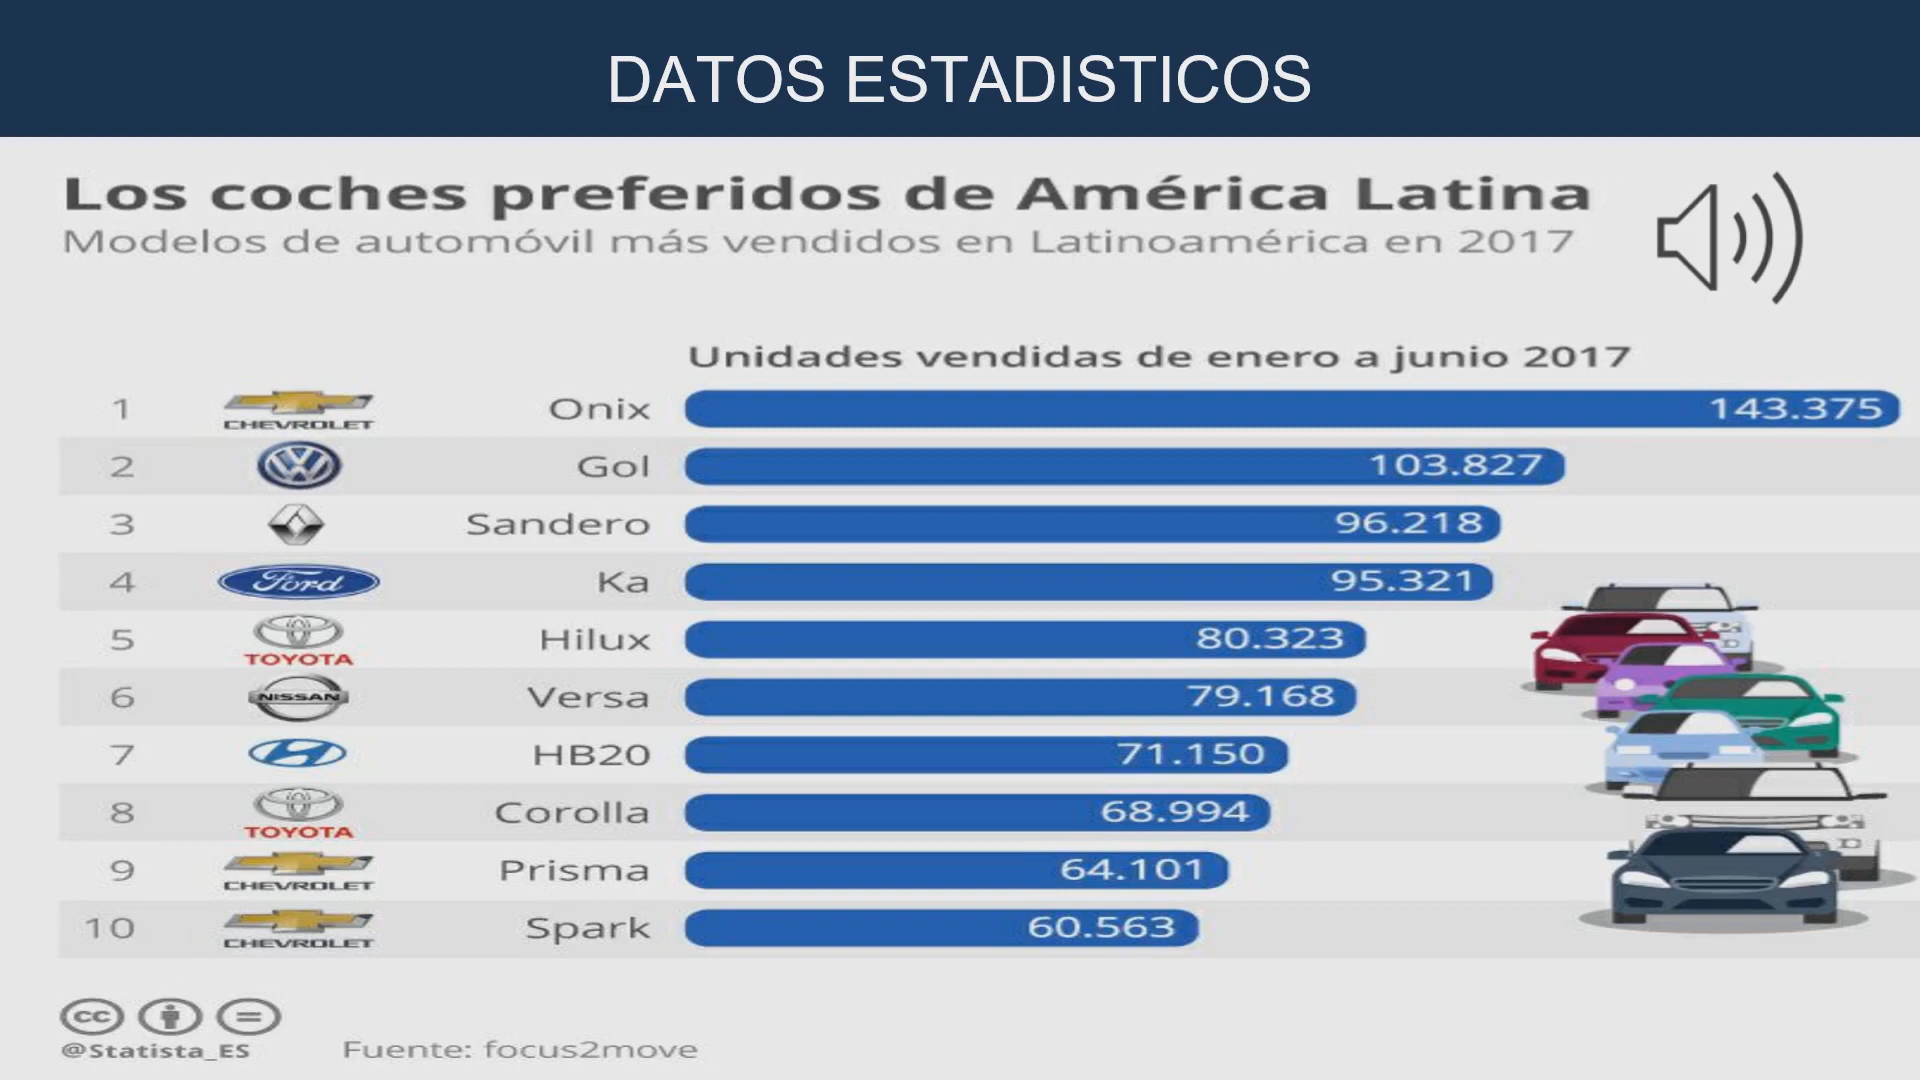 DATOS ESTADISTICOS
Los coches preferidos de América Latina
Modelos de automóvil más vendidos en Latinoamérica en 2017
Unidades vendidas de enero a junio 2017
1 CHEVROLET Onix 143.375
2 Gol 103.827
3 Sandero 96.218
4 Ford Ka 95.321
5 TOYOTA Hilux 80.323
6 NISSAN Versa 79.168
7 HB20 71.150
8 TOYOTA Corolla 68.994
9 CHEVROLET Prisma 64.101
10 CHEVROLET Spark 60.563
cc =
@Statista_ES Fuente: focus2move